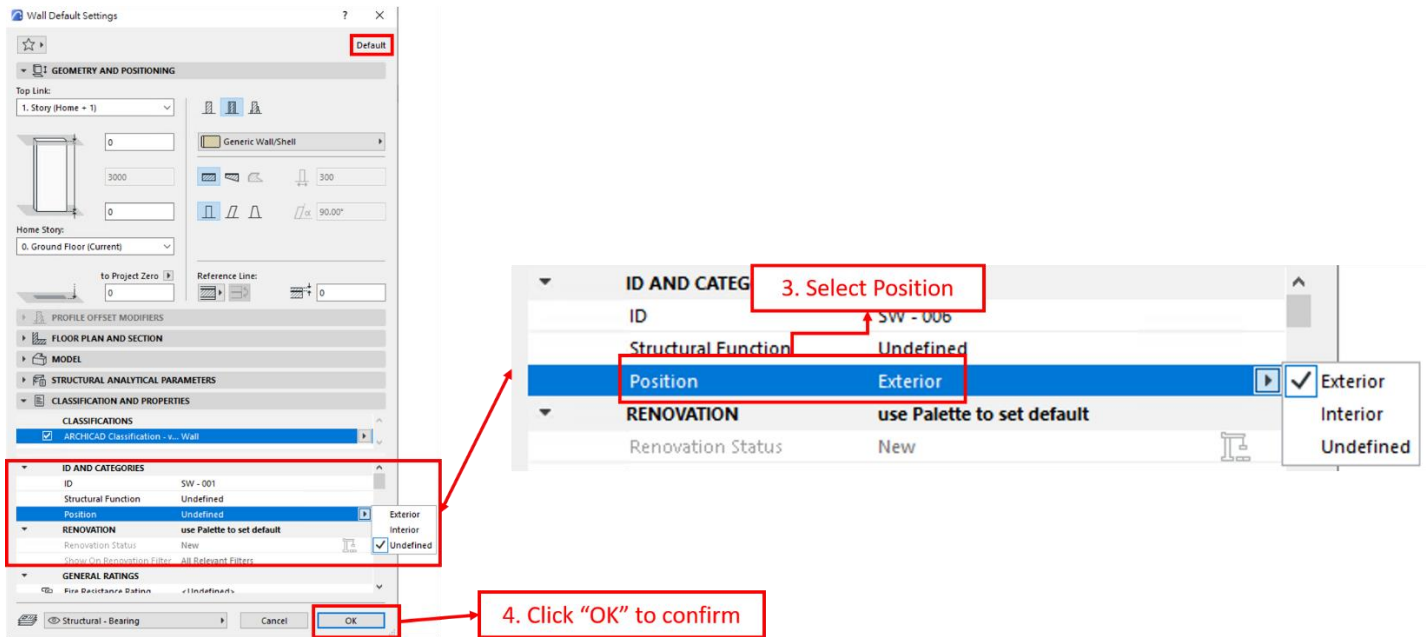 Wall Default Settings
?
×
Default
GEOMETRY AND POSITIONING
Top Link:
1. Story (Home + 1)
0
Generic Wall/Shell
3000
300
0
α 90.00°
Home Story:
0. Ground Floor (Current)
to Project Zero
Reference Line:
0
0
PROFILE OFFSET MODIFIERS
FLOOR PLAN AND SECTION
MODEL
STRUCTURAL ANALYTICAL PARAMETERS
CLASSIFICATION AND PROPERTIES
CLASSIFICATIONS
ARCHICAD Classification - v... Wall
ID AND CATEGORIES
ID SW - 001
Structural Function Undefined
Position Undefined
Exterior
RENOVATION use Palette to set default
Interior
Renovation Status New
Undefined
Show On Renovation Filter All Relevant Filters
GENERAL RATINGS
Fire Resistance Rating <Undefined>
Structural - Bearing
Cancel
OK
3. Select Position
ID AND CATEG
ID SW - 006
Structural Function Undefined
Position Exterior
Exterior
RENOVATION use Palette to set default
Interior
Renovation Status New
Undefined
4. Click “OK” to confirm